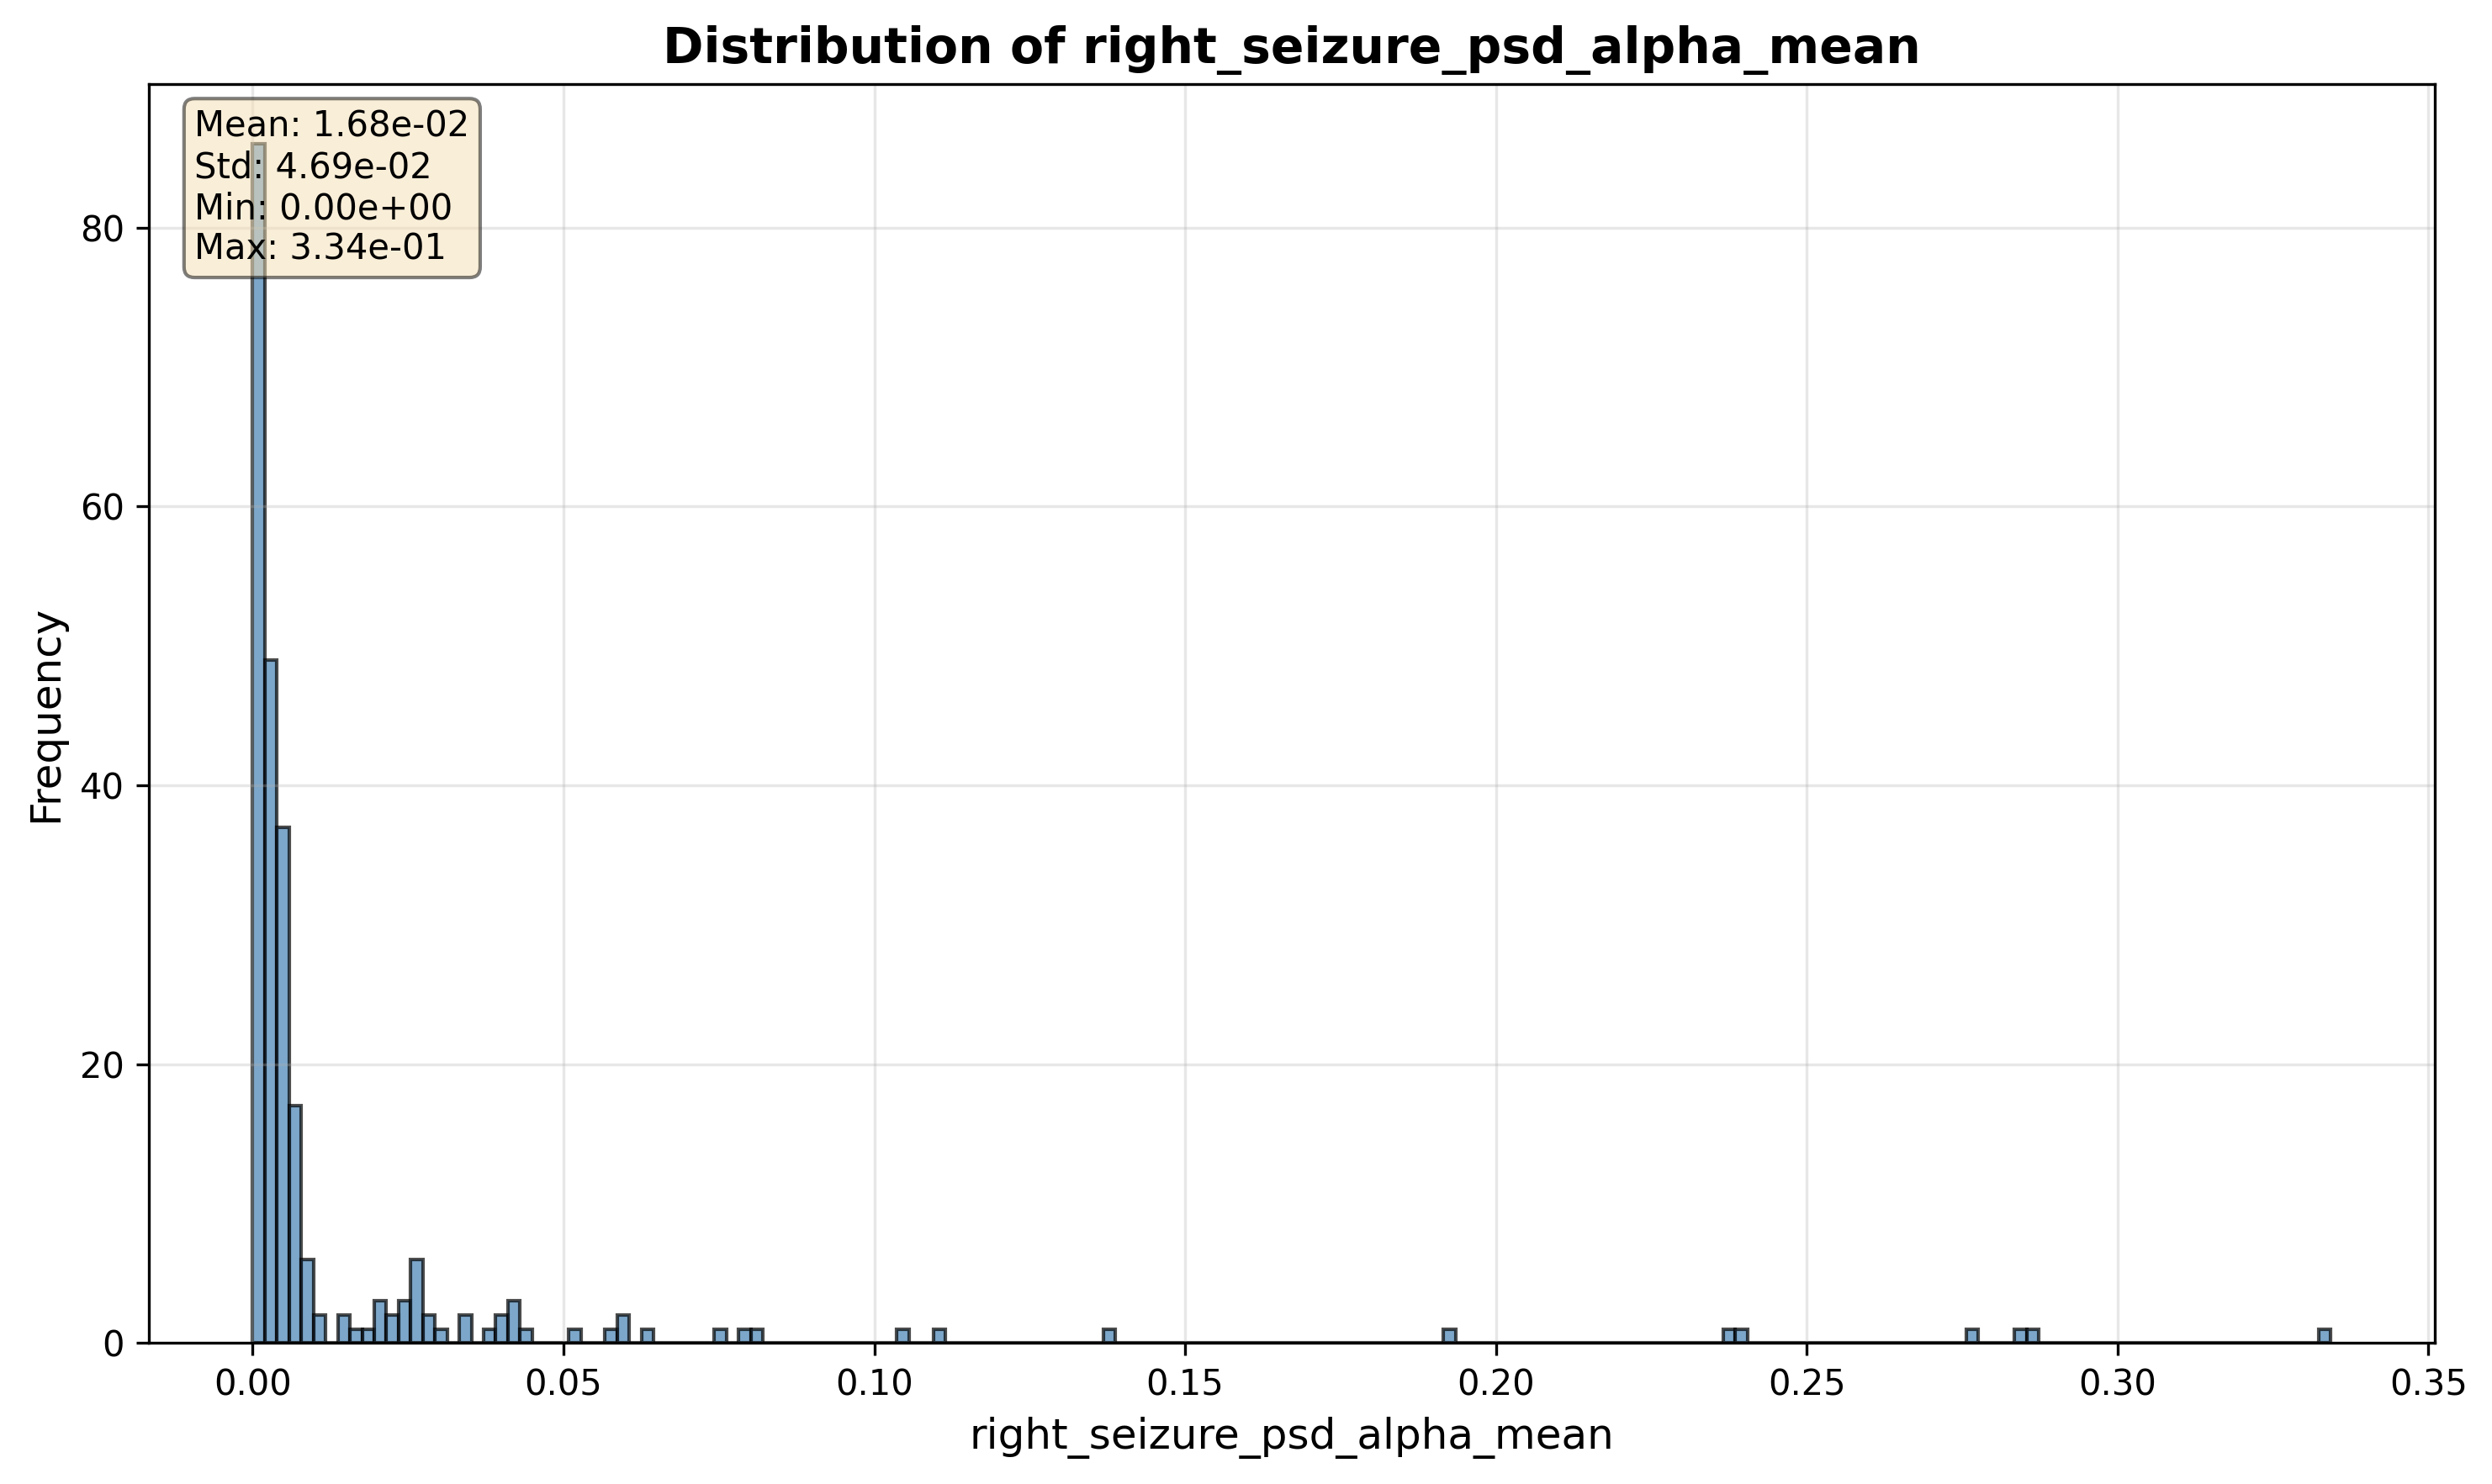 Distribution of right_seizure_psd_alpha_mean
Mean: 1.68e-02
Std: 4.69e-02
Min: 0.00e+00
Max: 3.34e-01
Frequency
80
60
40
20
0
0.00 0.05 0.10 0.15 0.20 0.25 0.30 0.35
right_seizure_psd_alpha_mean